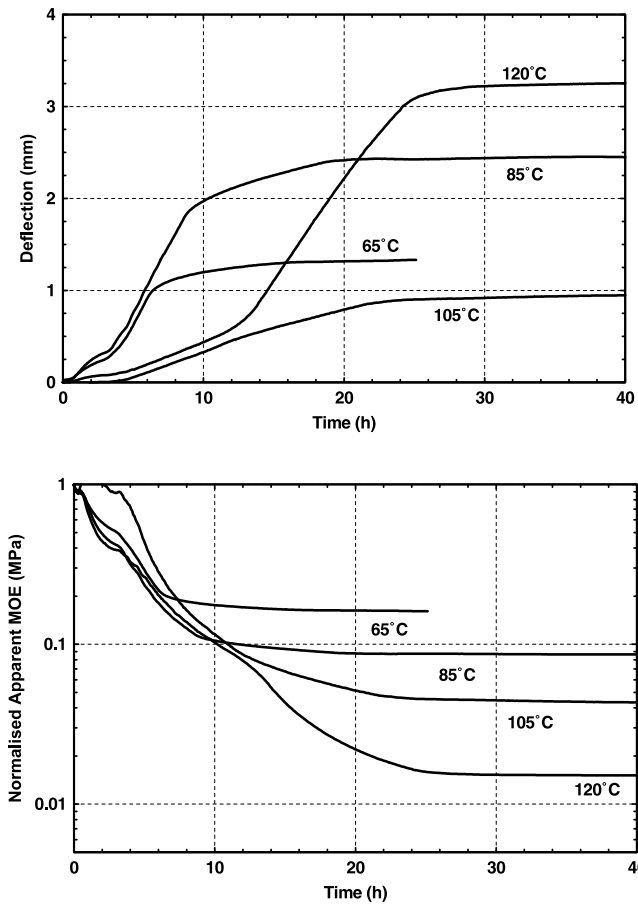 4
3
2
1
0
Deflection (mm)
120°C
85°C
65°C
105°C
0 10 20 30 40
Time (h)
1
0.1
0.01
Normalised Apparent MOE (MPa)
65°C
85°C
105°C
120°C
0 10 20 30 4
Time (h)